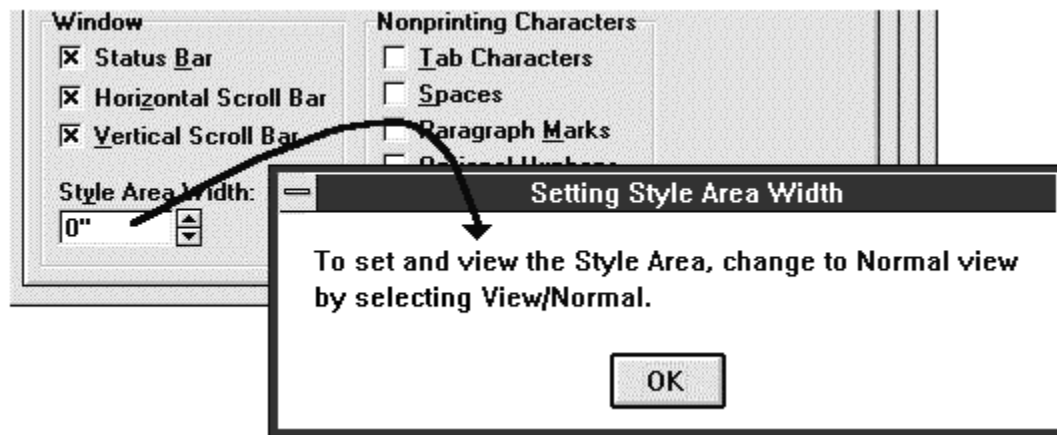 Window
Status Bar
Horizontal Scroll Bar
Vertical Scroll Bar
Style Area Width:
0"
Nonprinting Characters
Tab Characters
Spaces
Paragraph Marks
Optional Hyphens
Setting Style Area Width
To set and view the Style Area, change to Normal view
by selecting View/Normal.
OK